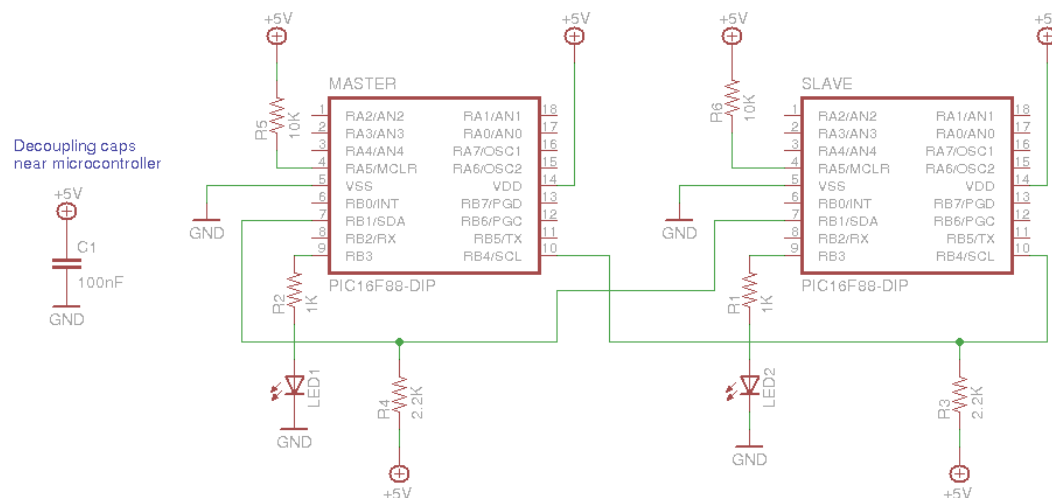 +5V
+5V
+5V
+5V
MASTER
SLAVE
R5
10K
R6
10K
1 RA2/AN2 RA1/AN1 18
2 RA3/AN3 RA0/AN0 17
3 RA4/AN4 RA7/OSC1 16
4 RA5/MCLR RA6/OSC2 15
5 VSS VDD 14
6 RB0/INT RB7/PGD 13
7 RB1/SDA RB6/PGC 12
8 RB2/RX RB5/TX 11
9 RB3 RB4/SCL 10
PIC16F88-DIP
1 RA2/AN2 RA1/AN1 18
2 RA3/AN3 RA0/AN0 17
3 RA4/AN4 RA7/OSC1 16
4 RA5/MCLR RA6/OSC2 15
5 VSS VDD 14
6 RB0/INT RB7/PGD 13
7 RB1/SDA RB6/PGC 12
8 RB2/RX RB5/TX 11
9 RB3 RB4/SCL 10
PIC16F88-DIP
Decoupling caps
near microcontroller
+5V
C1
100nF
GND
GND
GND
R2
1K
R1
1K
LED1
GND
R4
2.2K
+5V
LED2
GND
R3
2.2K
+5V